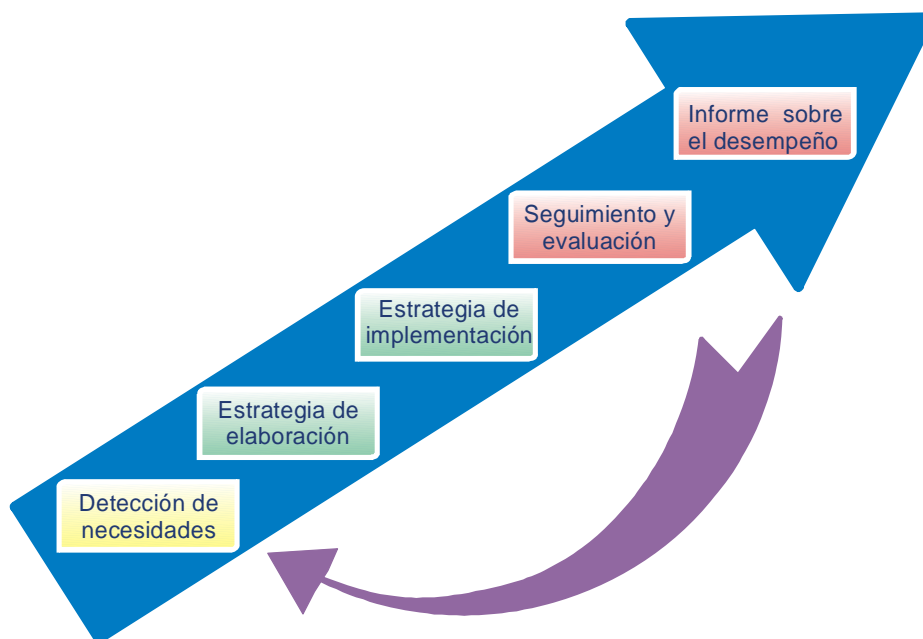 Informe sobre
el desempeño
Seguimiento y
evaluación
Estrategia de
implementación
Estrategia de
elaboración
Detección de
necesidades